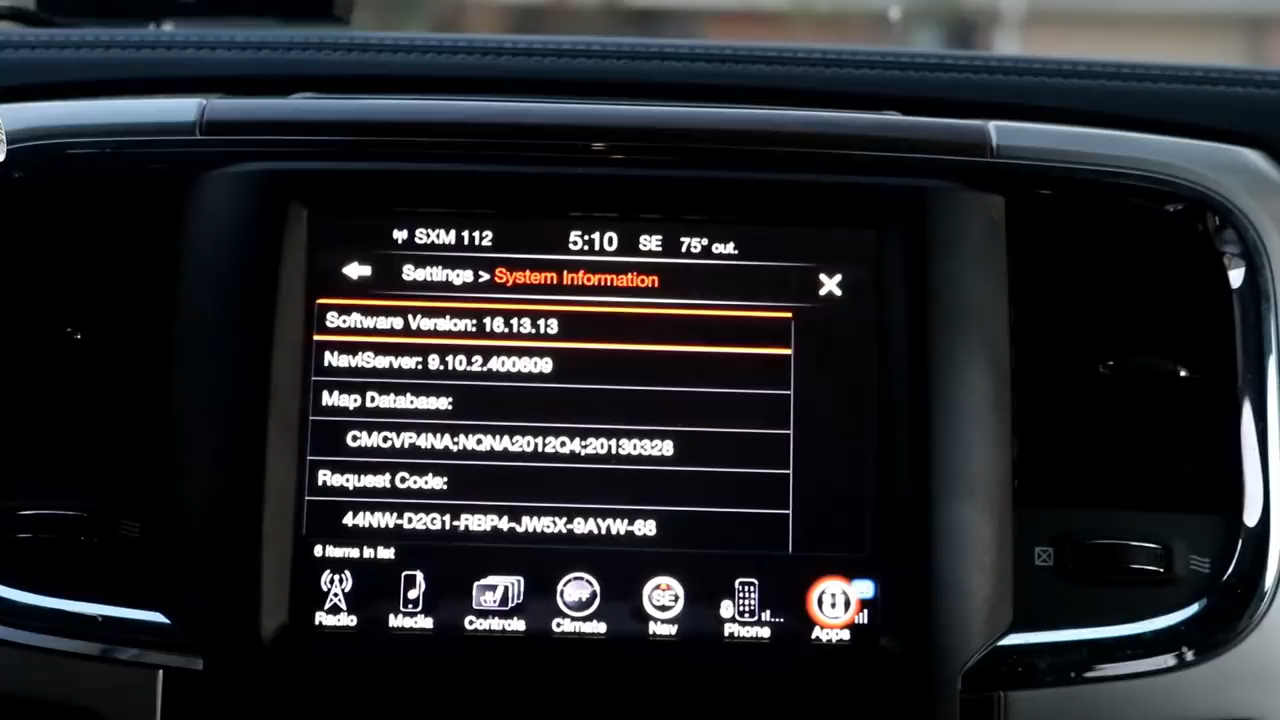 SXM 112 5:10 SE 75° out.
Settings > System Information
Software Version: 16.13.13
NaviServer: 9.10.2.400609
Map Database:
CMCVP4NA;NQNA2012Q4;20130328
Request Code:
44NW-D2G1-RBP4-JW5X-9AYW-68
6 items in list
OFF SE
Radio Media Controls Climate Nav Phone Apps